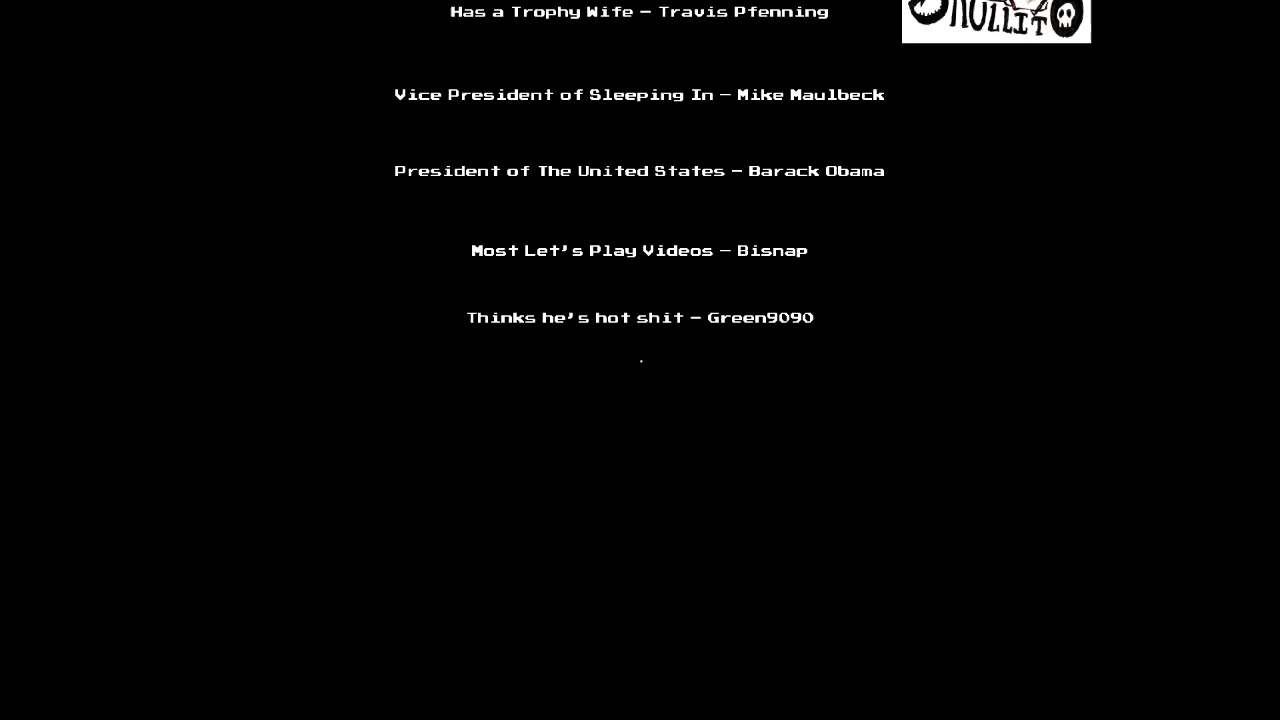 Has a Trophy Wife - Travis Pfenning
Vice President of Sleeping In - Mike Maulbeck
President of The United States - Barack Obama
Most Let's Play Videos - Bisnap
Thinks he's hot shit - Green9090